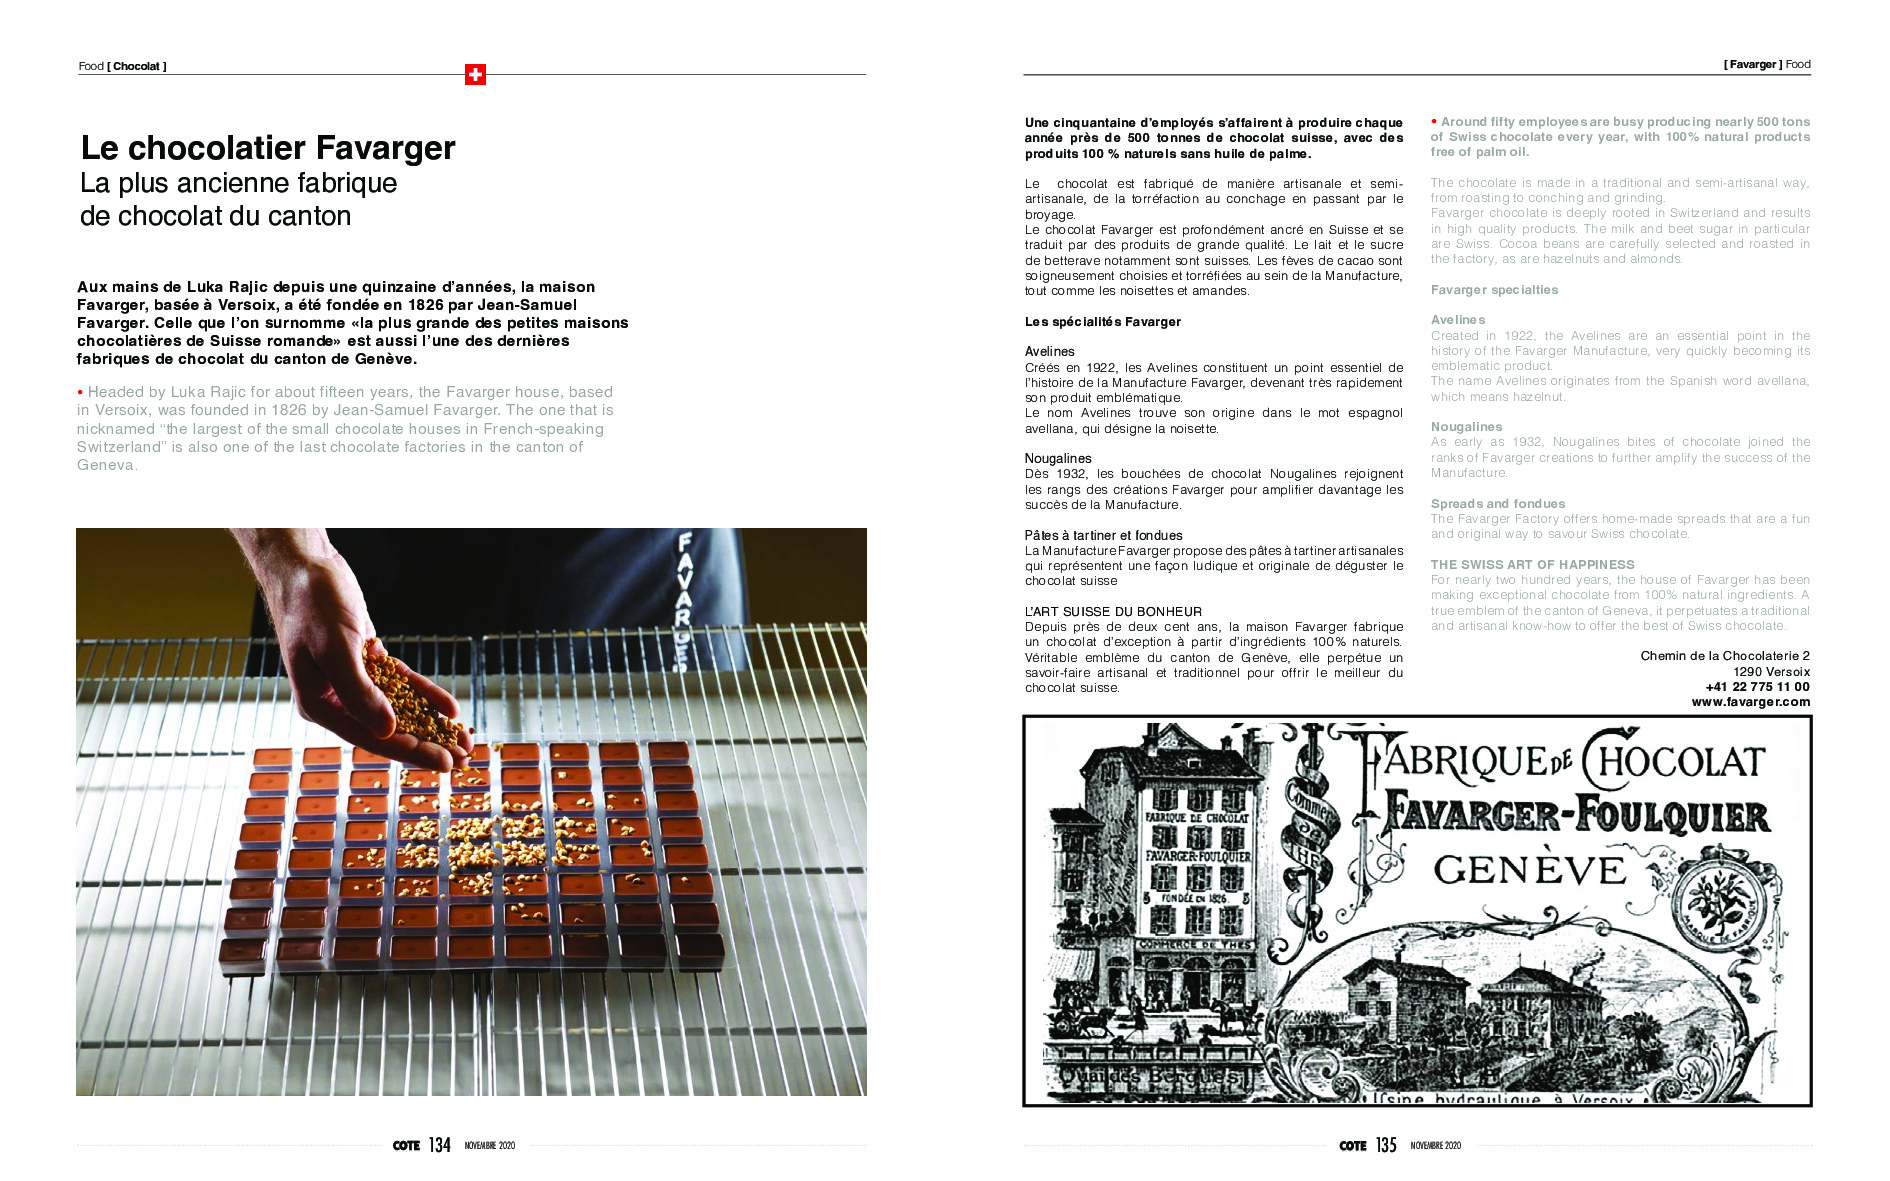 Food [ Chocolat ]
Le chocolatier Favarger
La plus ancienne fabrique
de chocolat du canton
Aux mains de Luka Rajic depuis une quinzaine d’années, la maison
Favarger, basée à Versoix, a été fondée en 1826 par Jean-Samuel
Favarger. Celle que l’on surnomme «la plus grande des petites maisons
chocolatières de Suisse romande» est aussi l’une des dernières
fabriques de chocolat du canton de Genève.
• Headed by Luka Rajic for about fifteen years, the Favarger house, based
in Versoix, was founded in 1826 by Jean-Samuel Favarger. The one that is
nicknamed “the largest of the small chocolate houses in French-speaking
Switzerland” is also one of the last chocolate factories in the canton of
Geneva.
FAVARGER
COTE 134 NOVEMBRE 2020
[ Favarger ] Food
Une cinquantaine d’employés s’affairent à produire chaque
année près de 500 tonnes de chocolat suisse, avec des
produits 100 % naturels sans huile de palme.
Le chocolat est fabriqué de manière artisanale et semi-
artisanale, de la torréfaction au conchage en passant par le
broyage.
Le chocolat Favarger est profondément ancré en Suisse et se
traduit par des produits de grande qualité. Le lait et le sucre
de betterave notamment sont suisses. Les fèves de cacao sont
soigneusement choisies et torréfiées au sein de la Manufacture,
tout comme les noisettes et amandes.
Les spécialités Favarger
Avelines
Créés en 1922, les Avelines constituent un point essentiel de
l’histoire de la Manufacture Favarger, devenant très rapidement
son produit emblématique.
Le nom Avelines trouve son origine dans le mot espagnol
avellana, qui désigne la noisette.
Nougalines
Dès 1932, les bouchées de chocolat Nougalines rejoignent
les rangs des créations Favarger pour amplifier davantage les
succès de la Manufacture.
Pâtes à tartiner et fondues
La Manufacture Favarger propose des pâtes à tartiner artisanales
qui représentent une façon ludique et originale de déguster le
chocolat suisse
L’ART SUISSE DU BONHEUR
Depuis près de deux cent ans, la maison Favarger fabrique
un chocolat d’exception à partir d’ingrédients 100% naturels.
Véritable emblème du canton de Genève, elle perpétue un
savoir-faire artisanal et traditionnel pour offrir le meilleur du
chocolat suisse.
• Around fifty employees are busy producing nearly 500 tons
of Swiss chocolate every year, with 100% natural products
free of palm oil.
The chocolate is made in a traditional and semi-artisanal way,
from roasting to conching and grinding.
Favarger chocolate is deeply rooted in Switzerland and results
in high quality products. The milk and beet sugar in particular
are Swiss. Cocoa beans are carefully selected and roasted in
the factory, as are hazelnuts and almonds.
Favarger specialties
Avelines
Created in 1922, the Avelines are an essential point in the
history of the Favarger Manufacture, very quickly becoming its
emblematic product.
The name Avelines originates from the Spanish word avellana,
which means hazelnut.
Nougalines
As early as 1932, Nougalines bites of chocolate joined the
ranks of Favarger creations to further amplify the success of the
Manufacture.
Spreads and fondues
The Favarger Factory offers home-made spreads that are a fun
and original way to savour Swiss chocolate.
THE SWISS ART OF HAPPINESS
For nearly two hundred years, the house of Favarger has been
making exceptional chocolate from 100% natural ingredients. A
true emblem of the canton of Geneva, it perpetuates a traditional
and artisanal know-how to offer the best of Swiss chocolate.
Chemin de la Chocolaterie 2
1290 Versoix
+41 22 775 11 00
www.favarger.com
FABRIQUE DE CHOCOLAT
FAVARGER-FOULQUIER
GENÈVE
Commerce de THÉ
FABRIQUE DE CHOCOLAT
FAVARGER-FOULQUIER
FONDÉE EN 1826.
COMMERCE DE THÉS
MARQUE DE FABRIQUE
Quai des Bergues
Usine hydraulique à Versoix
COTE 135 NOVEMBRE 2020